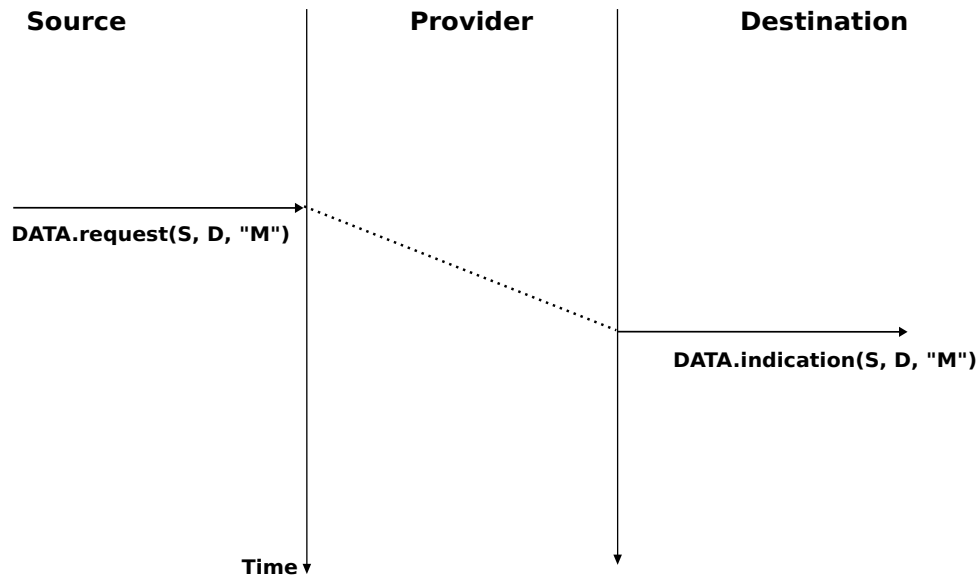 Source
Provider
Destination
DATA.request(S, D, "M")
DATA.indication(S, D, "M")
Time